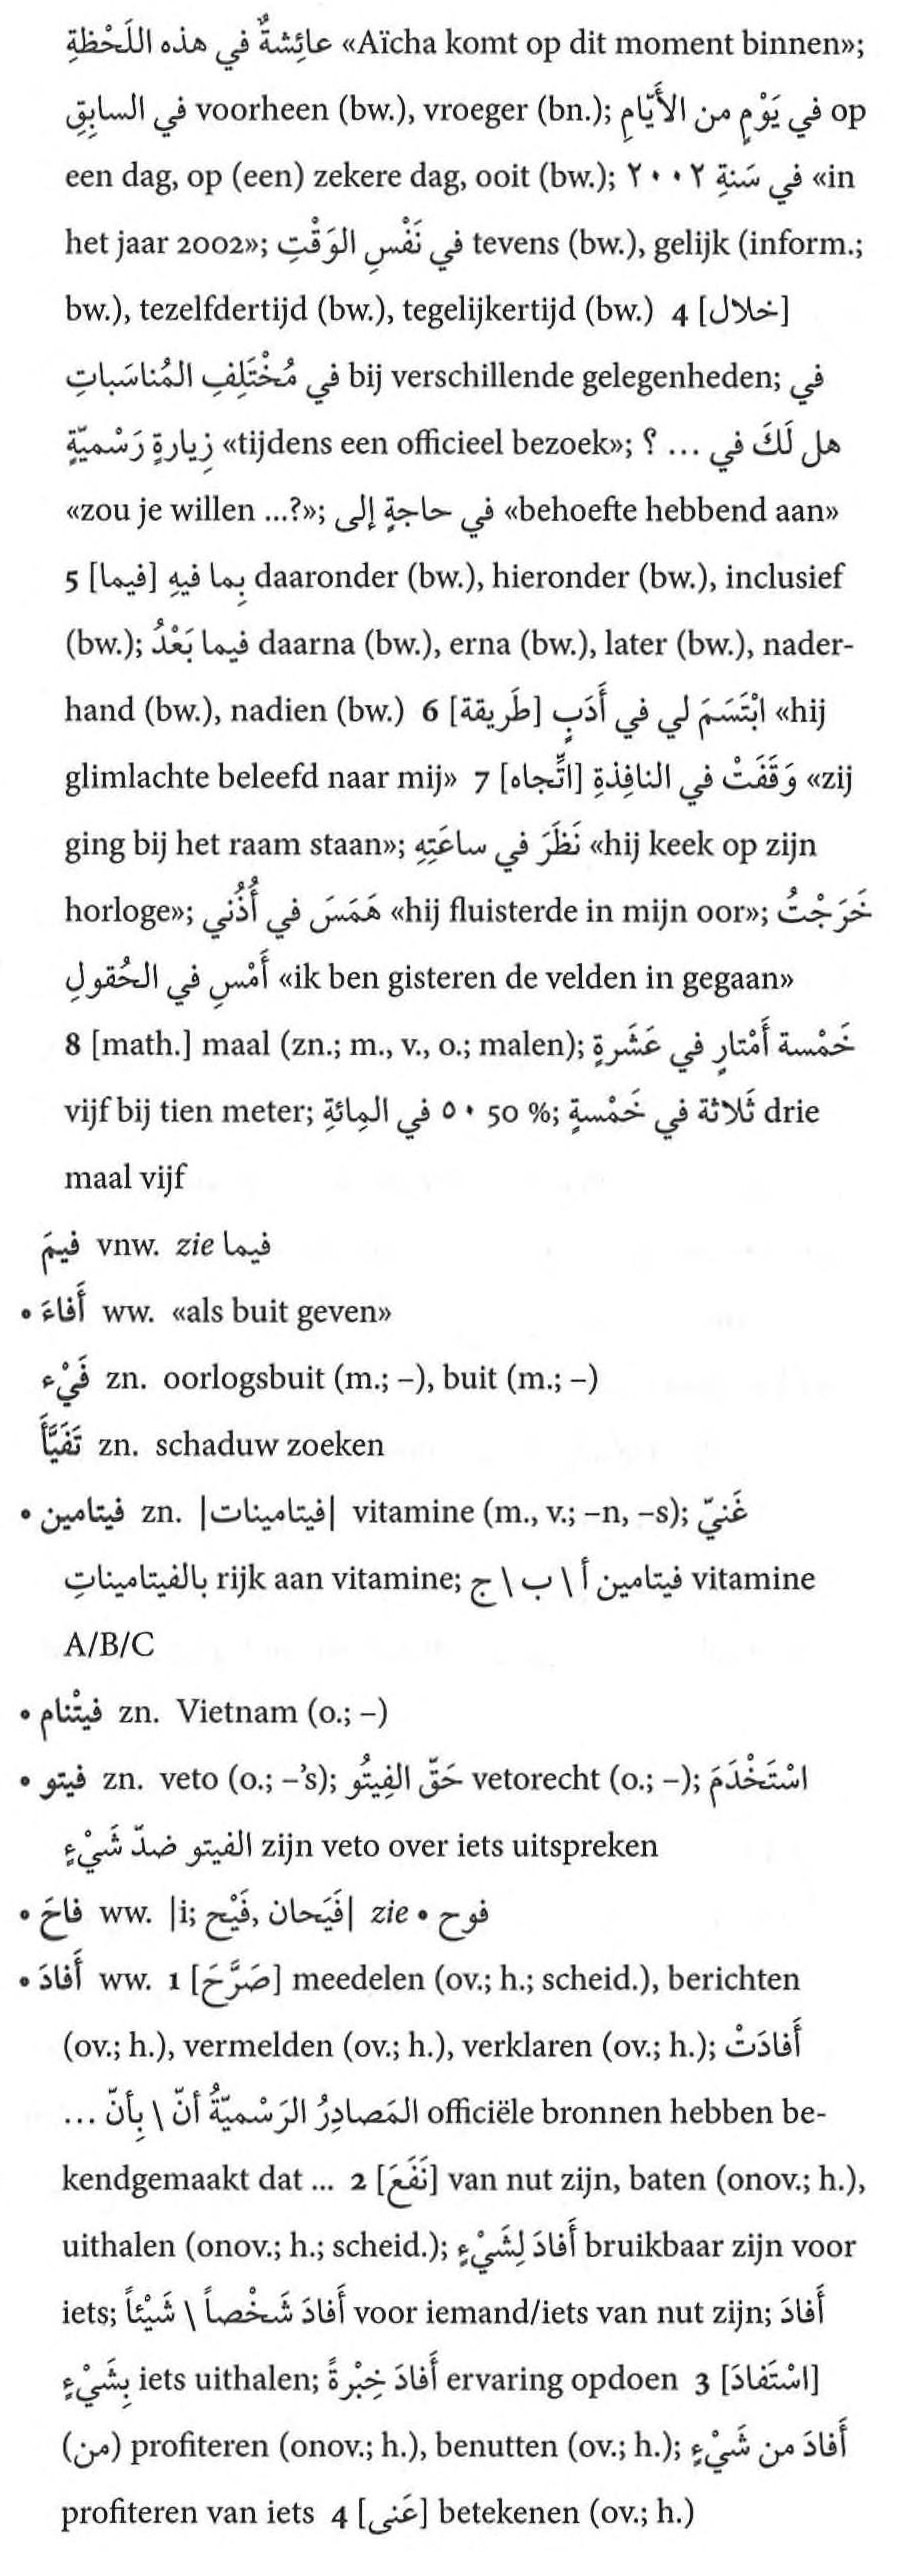 عائِشةٌ في هذه اللَحْظةِ «Aïcha komt op dit moment binnen»;
في السابِقِ voorheen (bw.), vroeger (bn.); في يَوْمٍ من الأَيّامِ op
een dag, op (een) zekere dag, ooit (bw.); في سَنةِ ٢٠٠٢ «in
het jaar 2002»; في نَفْسِ الوَقْتِ tevens (bw.), gelijk (inform.;
bw.), tezelfdertijd (bw.), tegelijkertijd (bw.) 4 [خلال]
في مُخْتَلِفِ المُناسَباتِ bij verschillende gelegenheden; في
زِيارةٍ رَسْميّةٍ «tijdens een officieel bezoek»; هل لَكَ في ... ؟
«zou je willen ...?»; في حاجةٍ إلى «behoefte hebbend aan»
5 [فيما] بِما فيهِ daaronder (bw.), hieronder (bw.), inclusief
(bw.); فيما بَعْدُ daarna (bw.), erna (bw.), later (bw.), nader-
hand (bw.), nadien (bw.) 6 [طَريقة] ابْتَسَمَ لي في أَدَبٍ «hij
glimlachte beleefd naar mij» 7 [اتِّجاه] وَقَفَتْ في النافِذةِ «zij
ging bij het raam staan»; نَظَرَ في ساعَتِهِ «hij keek op zijn
horloge»; هَمَسَ في أُذُني «hij fluisterde in mijn oor»; خَرَجْتُ
أَمْسِ في الحُقولِ «ik ben gisteren de velden in gegaan»
8 [math.] maal (zn.; m., v., o.; malen); خَمْسة أَمْتارٍ في عَشَرةٍ
vijf bij tien meter; ٥٠ في المِائةِ 50 %; ثَلاثة في خَمْسةٍ drie
maal vijf
فيمَ vnw. zie فيما
• أَفاءَ ww. «als buit geven»
فَيْء zn. oorlogsbuit (m.; –), buit (m.; –)
تَفَيَّأَ zn. schaduw zoeken
• فيتامين zn. |فيتامينات| vitamine (m., v.; –n, –s); غَنيّ
بالفيتاميناتِ rijk aan vitamine; فيتامين أ \ ب \ ج vitamine
A/B/C
• فيتْنام zn. Vietnam (o.; –)
• فيتو zn. veto (o.; –’s); حَقّ الفِيتُو vetorecht (o.; –); اسْتَخْدَمَ
الفيتو ضدّ شَيْءٍ zijn veto over iets uitspreken
• فاحَ ww. |i; فَيْح, فَيَحان| zie • فوح
• أَفادَ ww. 1 [صَرَّحَ] meedelen (ov.; h.; scheid.), berichten
(ov.; h.), vermelden (ov.; h.), verklaren (ov.; h.); أَفادَتْ
المَصادِرُ الرَسْميّةُ أنّ \ بِأنّ ... officiële bronnen hebben be-
kendgemaakt dat ... 2 [نَفَعَ] van nut zijn, baten (onov.; h.),
uithalen (onov.; h.; scheid.); أَفادَ لِشَيْءٍ bruikbaar zijn voor
iets; أَفادَ شَخْصاً \ شَيْئاً voor iemand/iets van nut zijn; أَفادَ
بِشَيْءٍ iets uithalen; أَفادَ خِبْرةً ervaring opdoen 3 [اسْتَفادَ]
(من) profiteren (onov.; h.), benutten (ov.; h.); أَفادَ من شَيْءٍ
profiteren van iets 4 [عَنى] betekenen (ov.; h.)